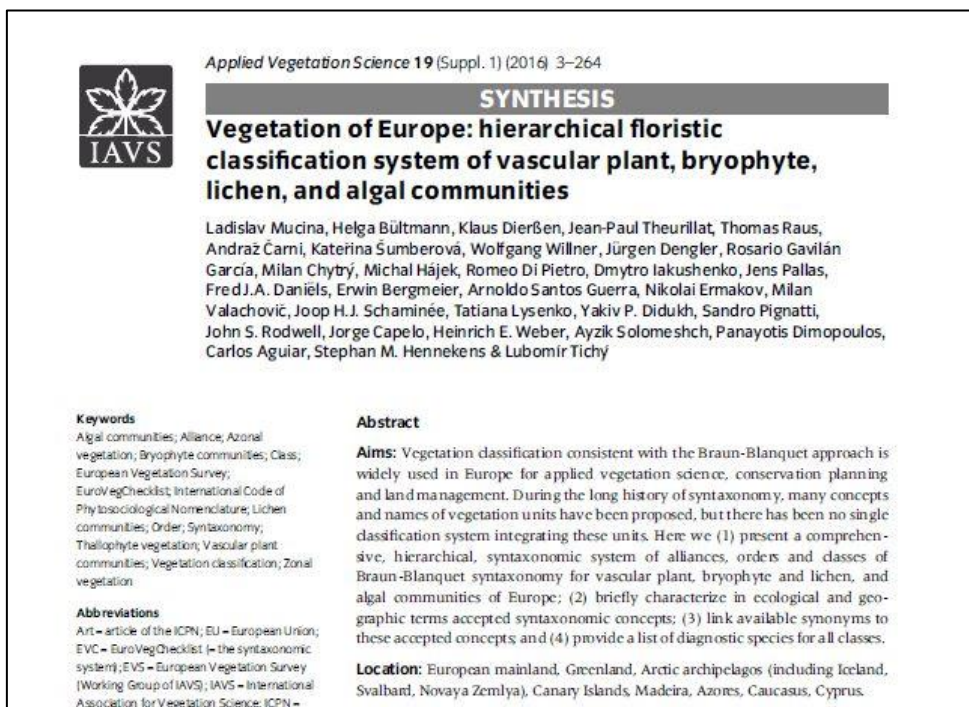 Applied Vegetation Science 19 (Suppl. 1) (2016) 3–264
IAVS
SYNTHESIS
Vegetation of Europe: hierarchical floristic
classification system of vascular plant, bryophyte,
lichen, and algal communities
Ladislav Mucina, Helga Bültmann, Klaus Dierßen, Jean-Paul Theurillat, Thomas Raus,
Andraž Čarni, Kateřina Šumberová, Wolfgang Willner, Jürgen Dengler, Rosario Gavilán
García, Milan Chytrý, Michal Hájek, Romeo Di Pietro, Dmytro Iakushenko, Jens Pallas,
Fred J.A. Daniëls, Erwin Bergmeier, Arnoldo Santos Guerra, Nikolai Ermakov, Milan
Valachovič, Joop H.J. Schaminée, Tatiana Lysenko, Yakiv P. Didukh, Sandro Pignatti,
John S. Rodwell, Jorge Capelo, Heinrich E. Weber, Ayzik Solomeshch, Panayotis Dimopoulos,
Carlos Aguiar, Stephan M. Hennekens & Lubomír Tichý
Keywords
Algal communities; Alliance; Azonal
vegetation; Bryophyte communities; Class;
European Vegetation Survey;
EuroVegChecklist; International Code of
Phytosociological Nomenclature; Lichen
communities; Order; Syntaxonomy;
Thallophyte vegetation; Vascular plant
communities; Vegetation classification; Zonal
vegetation
Abbreviations
Art = article of the ICPN; EU = European Union;
EVC = EuroVegChecklist (= the syntaxonomic
system); EVS = European Vegetation Survey
(Working Group of IAVS); IAVS = International
Association for Vegetation Science; ICPN =
Abstract
Aims: Vegetation classification consistent with the Braun-Blanquet approach is
widely used in Europe for applied vegetation science, conservation planning
and land management. During the long history of syntaxonomy, many concepts
and names of vegetation units have been proposed, but there has been no single
classification system integrating these units. Here we (1) present a comprehen-
sive, hierarchical, syntaxonomic system of alliances, orders and classes of
Braun-Blanquet syntaxonomy for vascular plant, bryophyte and lichen, and
algal communities of Europe; (2) briefly characterize in ecological and geo-
graphic terms accepted syntaxonomic concepts; (3) link available synonyms to
these accepted concepts; and (4) provide a list of diagnostic species for all classes.
Location: European mainland, Greenland, Arctic archipelagos (including Iceland,
Svalbard, Novaya Zemlya), Canary Islands, Madeira, Azores, Caucasus, Cyprus.